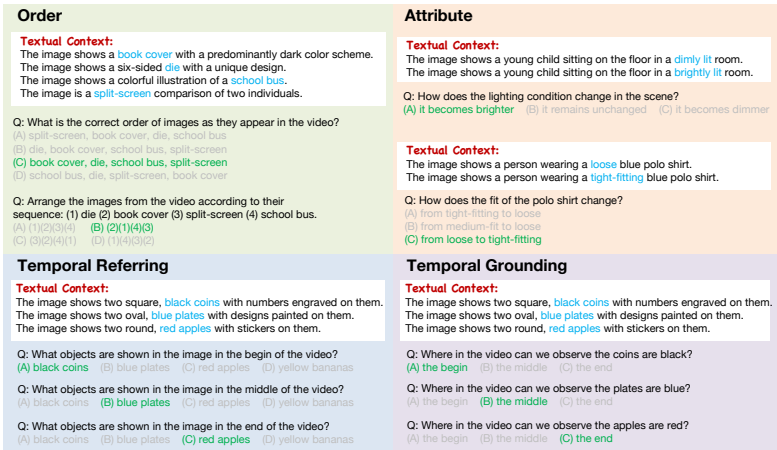 Order
Textual Context:
The image shows a book cover with a predominantly dark color scheme.
The image shows a six-sided die with a unique design.
The image shows a colorful illustration of a school bus.
The image is a split-screen comparison of two individuals.
Q: What is the correct order of images as they appear in the video?
(A) split-screen, book cover, die, school bus
(B) die, book cover, school bus, split-screen
(C) book cover, die, school bus, split-screen
(D) school bus, die, split-screen, book cover
Q: Arrange the images from the video according to their
sequence: (1) die (2) book cover (3) split-screen (4) school bus.
(A) (1)(2)(3)(4) (B) (2)(1)(4)(3)
(C) (3)(2)(4)(1) (D) (1)(4)(3)(2)
Attribute
Textual Context:
The image shows a young child sitting on the floor in a dimly lit room.
The image shows a young child sitting on the floor in a brightly lit room.
Q: How does the lighting condition change in the scene?
(A) it becomes brighter (B) it remains unchanged (C) it becomes dimmer
Textual Context:
The image shows a person wearing a loose blue polo shirt.
The image shows a person wearing a tight-fitting blue polo shirt.
Q: How does the fit of the polo shirt change?
(A) from tight-fitting to loose
(B) from medium-fit to loose
(C) from loose to tight-fitting
Temporal Referring
Textual Context:
The image shows two square, black coins with numbers engraved on them.
The image shows two oval, blue plates with designs painted on them.
The image shows two round, red apples with stickers on them.
Q: What objects are shown in the image in the begin of the video?
(A) black coins (B) blue plates (C) red apples (D) yellow bananas
Q: What objects are shown in the image in the middle of the video?
(A) black coins (B) blue plates (C) red apples (D) yellow bananas
Q: What objects are shown in the image in the end of the video?
(A) black coins (B) blue plates (C) red apples (D) yellow bananas
Temporal Grounding
Textual Context:
The image shows two square, black coins with numbers engraved on them.
The image shows two oval, blue plates with designs painted on them.
The image shows two round, red apples with stickers on them.
Q: Where in the video can we observe the coins are black?
(A) the begin (B) the middle (C) the end
Q: Where in the video can we observe the plates are blue?
(A) the begin (B) the middle (C) the end
Q: Where in the video can we observe the apples are red?
(A) the begin (B) the middle (C) the end